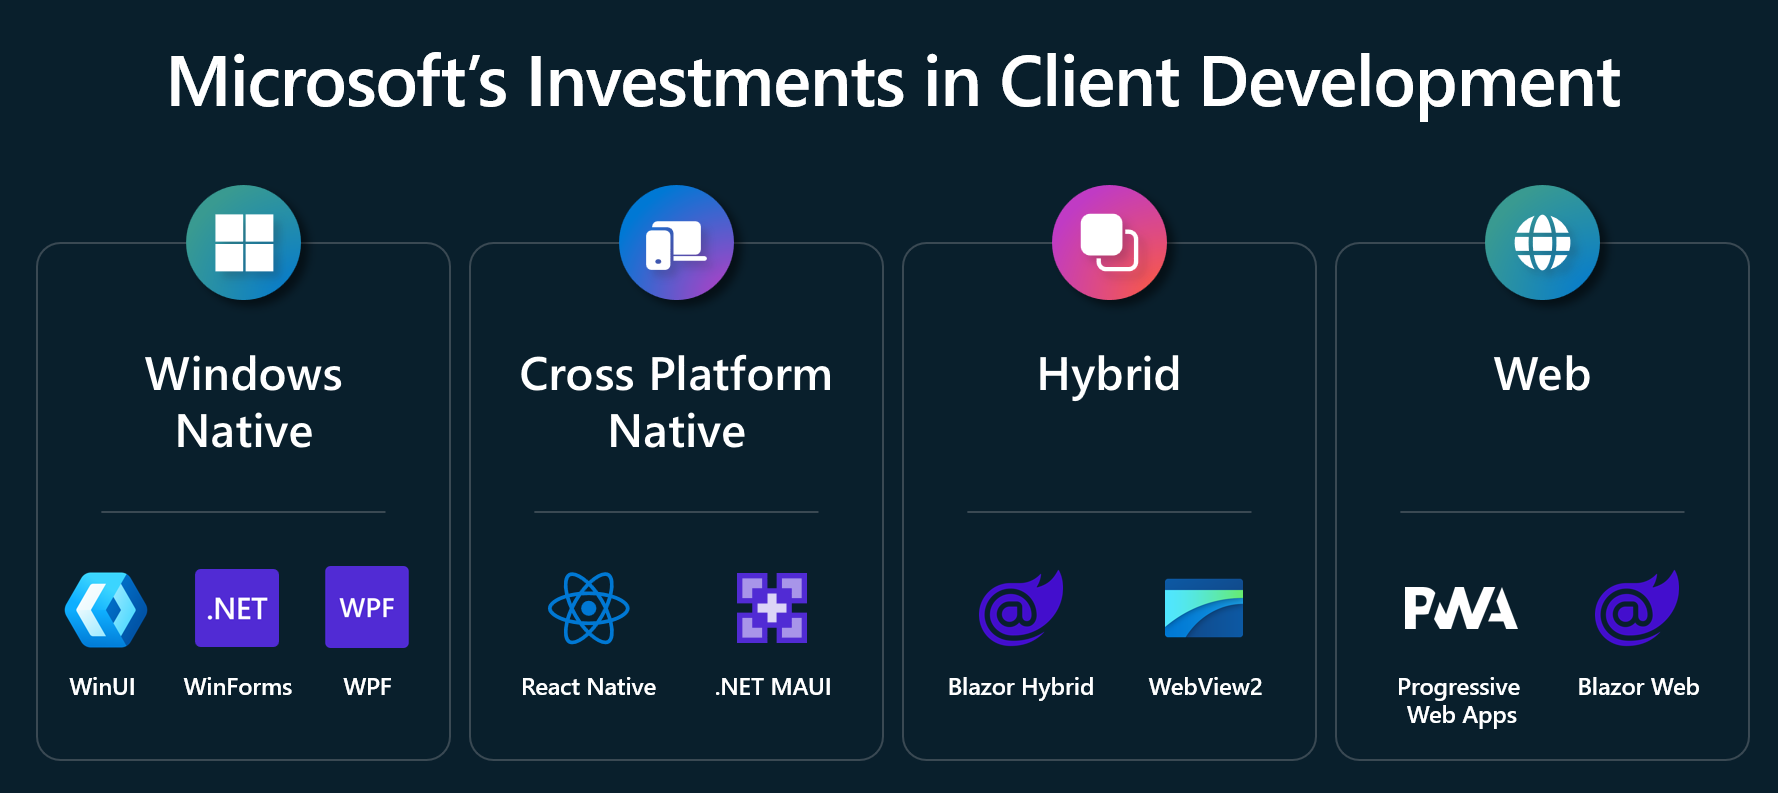 Microsoft’s Investments in Client Development
Windows
Native
.NET
WPF
WinUI
WinForms
WPF
Cross Platform
Native
React Native
.NET MAUI
Hybrid
Blazor Hybrid
WebView2
Web
PWA
Progressive
Web Apps
Blazor Web